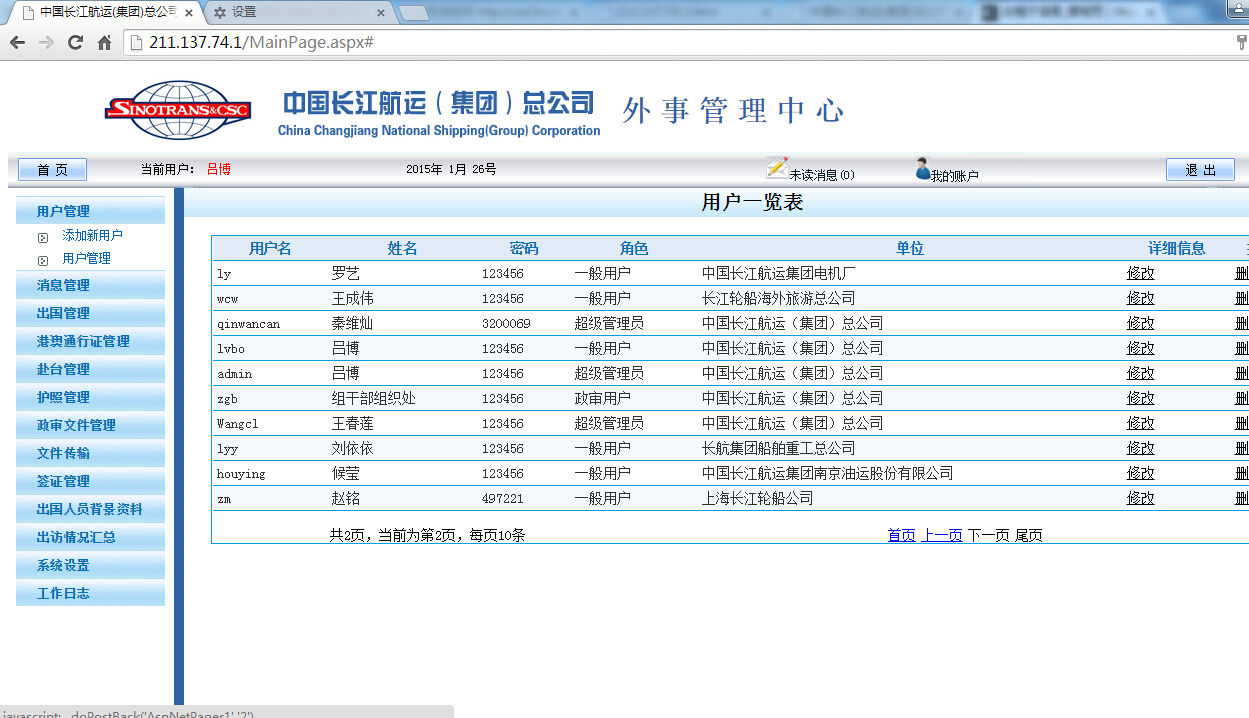 中国长江航运(集团)总公司
设置
211.137.74.1/MainPage.aspx#
SINOTRANS&CSC
中国长江航运（集团）总公司
China Changjiang National Shipping(Group) Corporation
外事管理中心
首 页 当前用户： 吕博 2015年 1月 26号 未读消息(0) 我的账户 退 出
用户管理
添加新用户
用户管理
消息管理
出国管理
港澳通行证管理
赴台管理
护照管理
政审文件管理
文件传输
签证管理
出国人员背景资料
出访情况汇总
系统设置
工作日志
用户一览表
用户名 姓名 密码 角色 单位 详细信息
ly 罗艺 123456 一般用户 中国长江航运集团电机厂 修改 删
wcw 王成伟 123456 一般用户 长江轮船海外旅游总公司 修改 删
qinwancan 秦维灿 3200069 超级管理员 中国长江航运（集团）总公司 修改 删
lvbo 吕博 123456 一般用户 中国长江航运（集团）总公司 修改 删
admin 吕博 123456 超级管理员 中国长江航运（集团）总公司 修改 删
zgb 组干部组织处 123456 政审用户 中国长江航运（集团）总公司 修改 删
Wangcl 王春莲 123456 超级管理员 中国长江航运（集团）总公司 修改 删
lyy 刘依依 123456 一般用户 长航集团船舶重工总公司 修改 删
houying 候莹 123456 一般用户 中国长江航运集团南京油运股份有限公司 修改 删
zm 赵铭 497221 一般用户 上海长江轮船公司 修改 删
共2页，当前为第2页，每页10条 首页 上一页 下一页 尾页
javascript:__doPostBack('AspNetPager1','2')